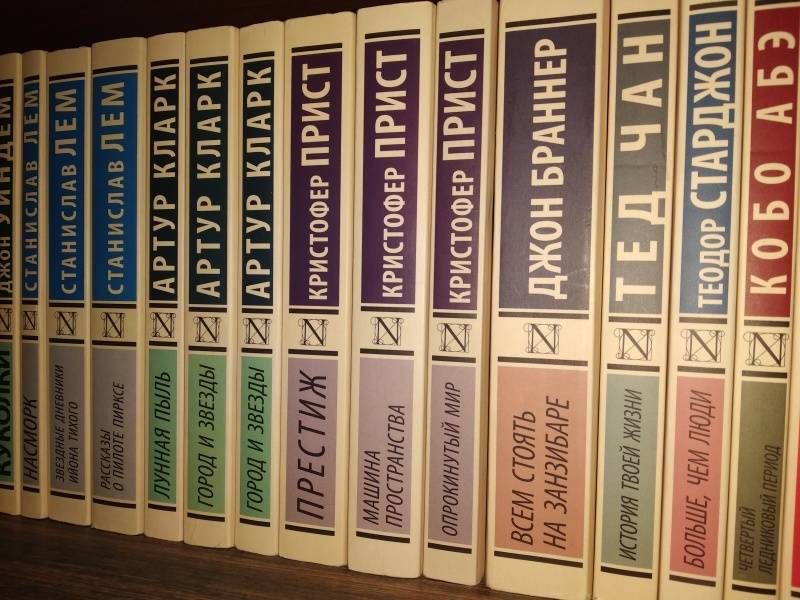 ДЖОН УИНДЕМ
КУКОЛКИ
СТАНИСЛАВ ЛЕМ
НАСМОРК
СТАНИСЛАВ ЛЕМ
ЗВЕЗДНЫЕ ДНЕВНИКИ
ИЙОНА ТИХОГО
СТАНИСЛАВ ЛЕМ
РАССКАЗЫ
О ПИЛОТЕ ПИРКСЕ
АРТУР КЛАРК
ЛУННАЯ ПЫЛЬ
АРТУР КЛАРК
ГОРОД И ЗВЕЗДЫ
АРТУР КЛАРК
ГОРОД И ЗВЕЗДЫ
КРИСТОФЕР ПРИСТ
ПРЕСТИЖ
КРИСТОФЕР ПРИСТ
МАШИНА
ПРОСТРАНСТВА
КРИСТОФЕР ПРИСТ
ОПРОКИНУТЫЙ МИР
ДЖОН БРАННЕР
ВСЕМ СТОЯТЬ
НА ЗАНЗИБАРЕ
ТЕД ЧАН
ИСТОРИЯ ТВОЕЙ ЖИЗНИ
ТЕОДОР СТАРДЖОН
БОЛЬШЕ, ЧЕМ ЛЮДИ
КОБО АБЭ
ЧЕТВЕРТЫЙ
ЛЕДНИКОВЫЙ ПЕРИОД